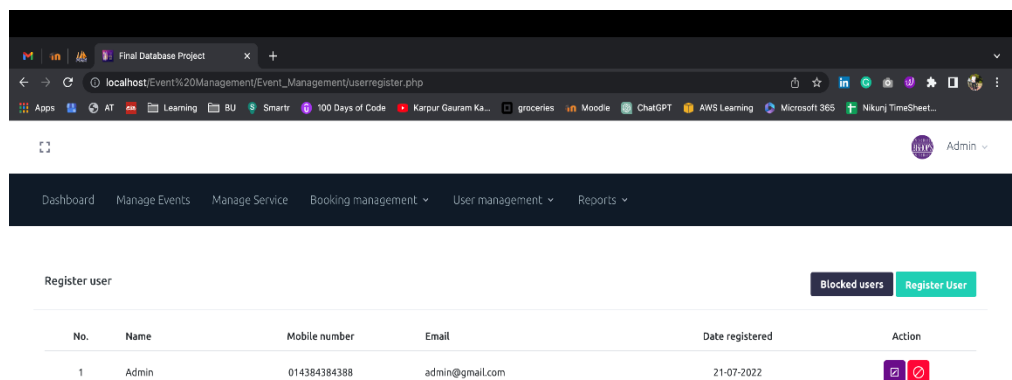 Final Database Project
localhost/Event%20Management/Event_Management/userregister.php
Apps AT Learning BU Smartr 100 Days of Code Karpur Gauram Ka... groceries Moodle ChatGPT AWS Learning Microsoft 365 Nikunj TimeSheet...
Admin
Dashboard Manage Events Manage Service Booking management User management Reports
Register user Blocked users Register User
No. Name Mobile number Email Date registered Action
1 Admin 014384384388 admin@gmail.com 21-07-2022